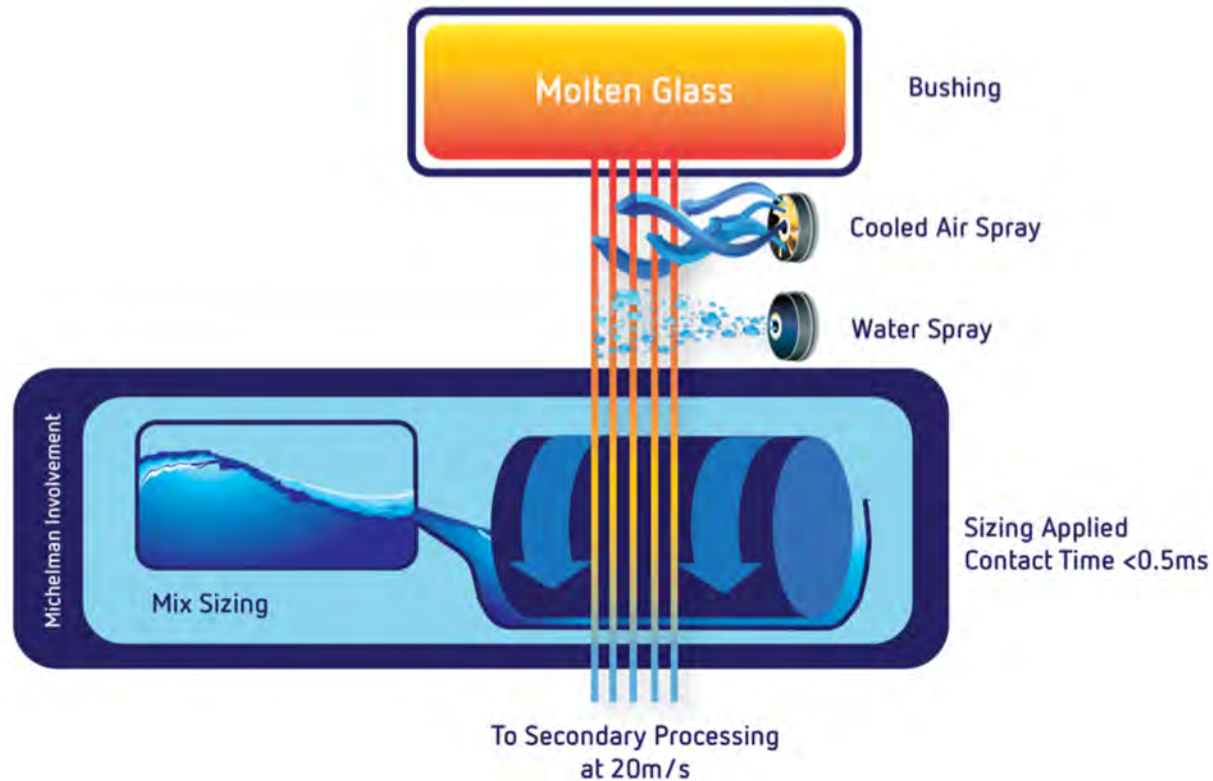 Molten Glass
Bushing
Cooled Air Spray
Water Spray
Michelman Involvement
Mix Sizing
Sizing Applied
Contact Time <0.5ms
To Secondary Processing
at 20m/s